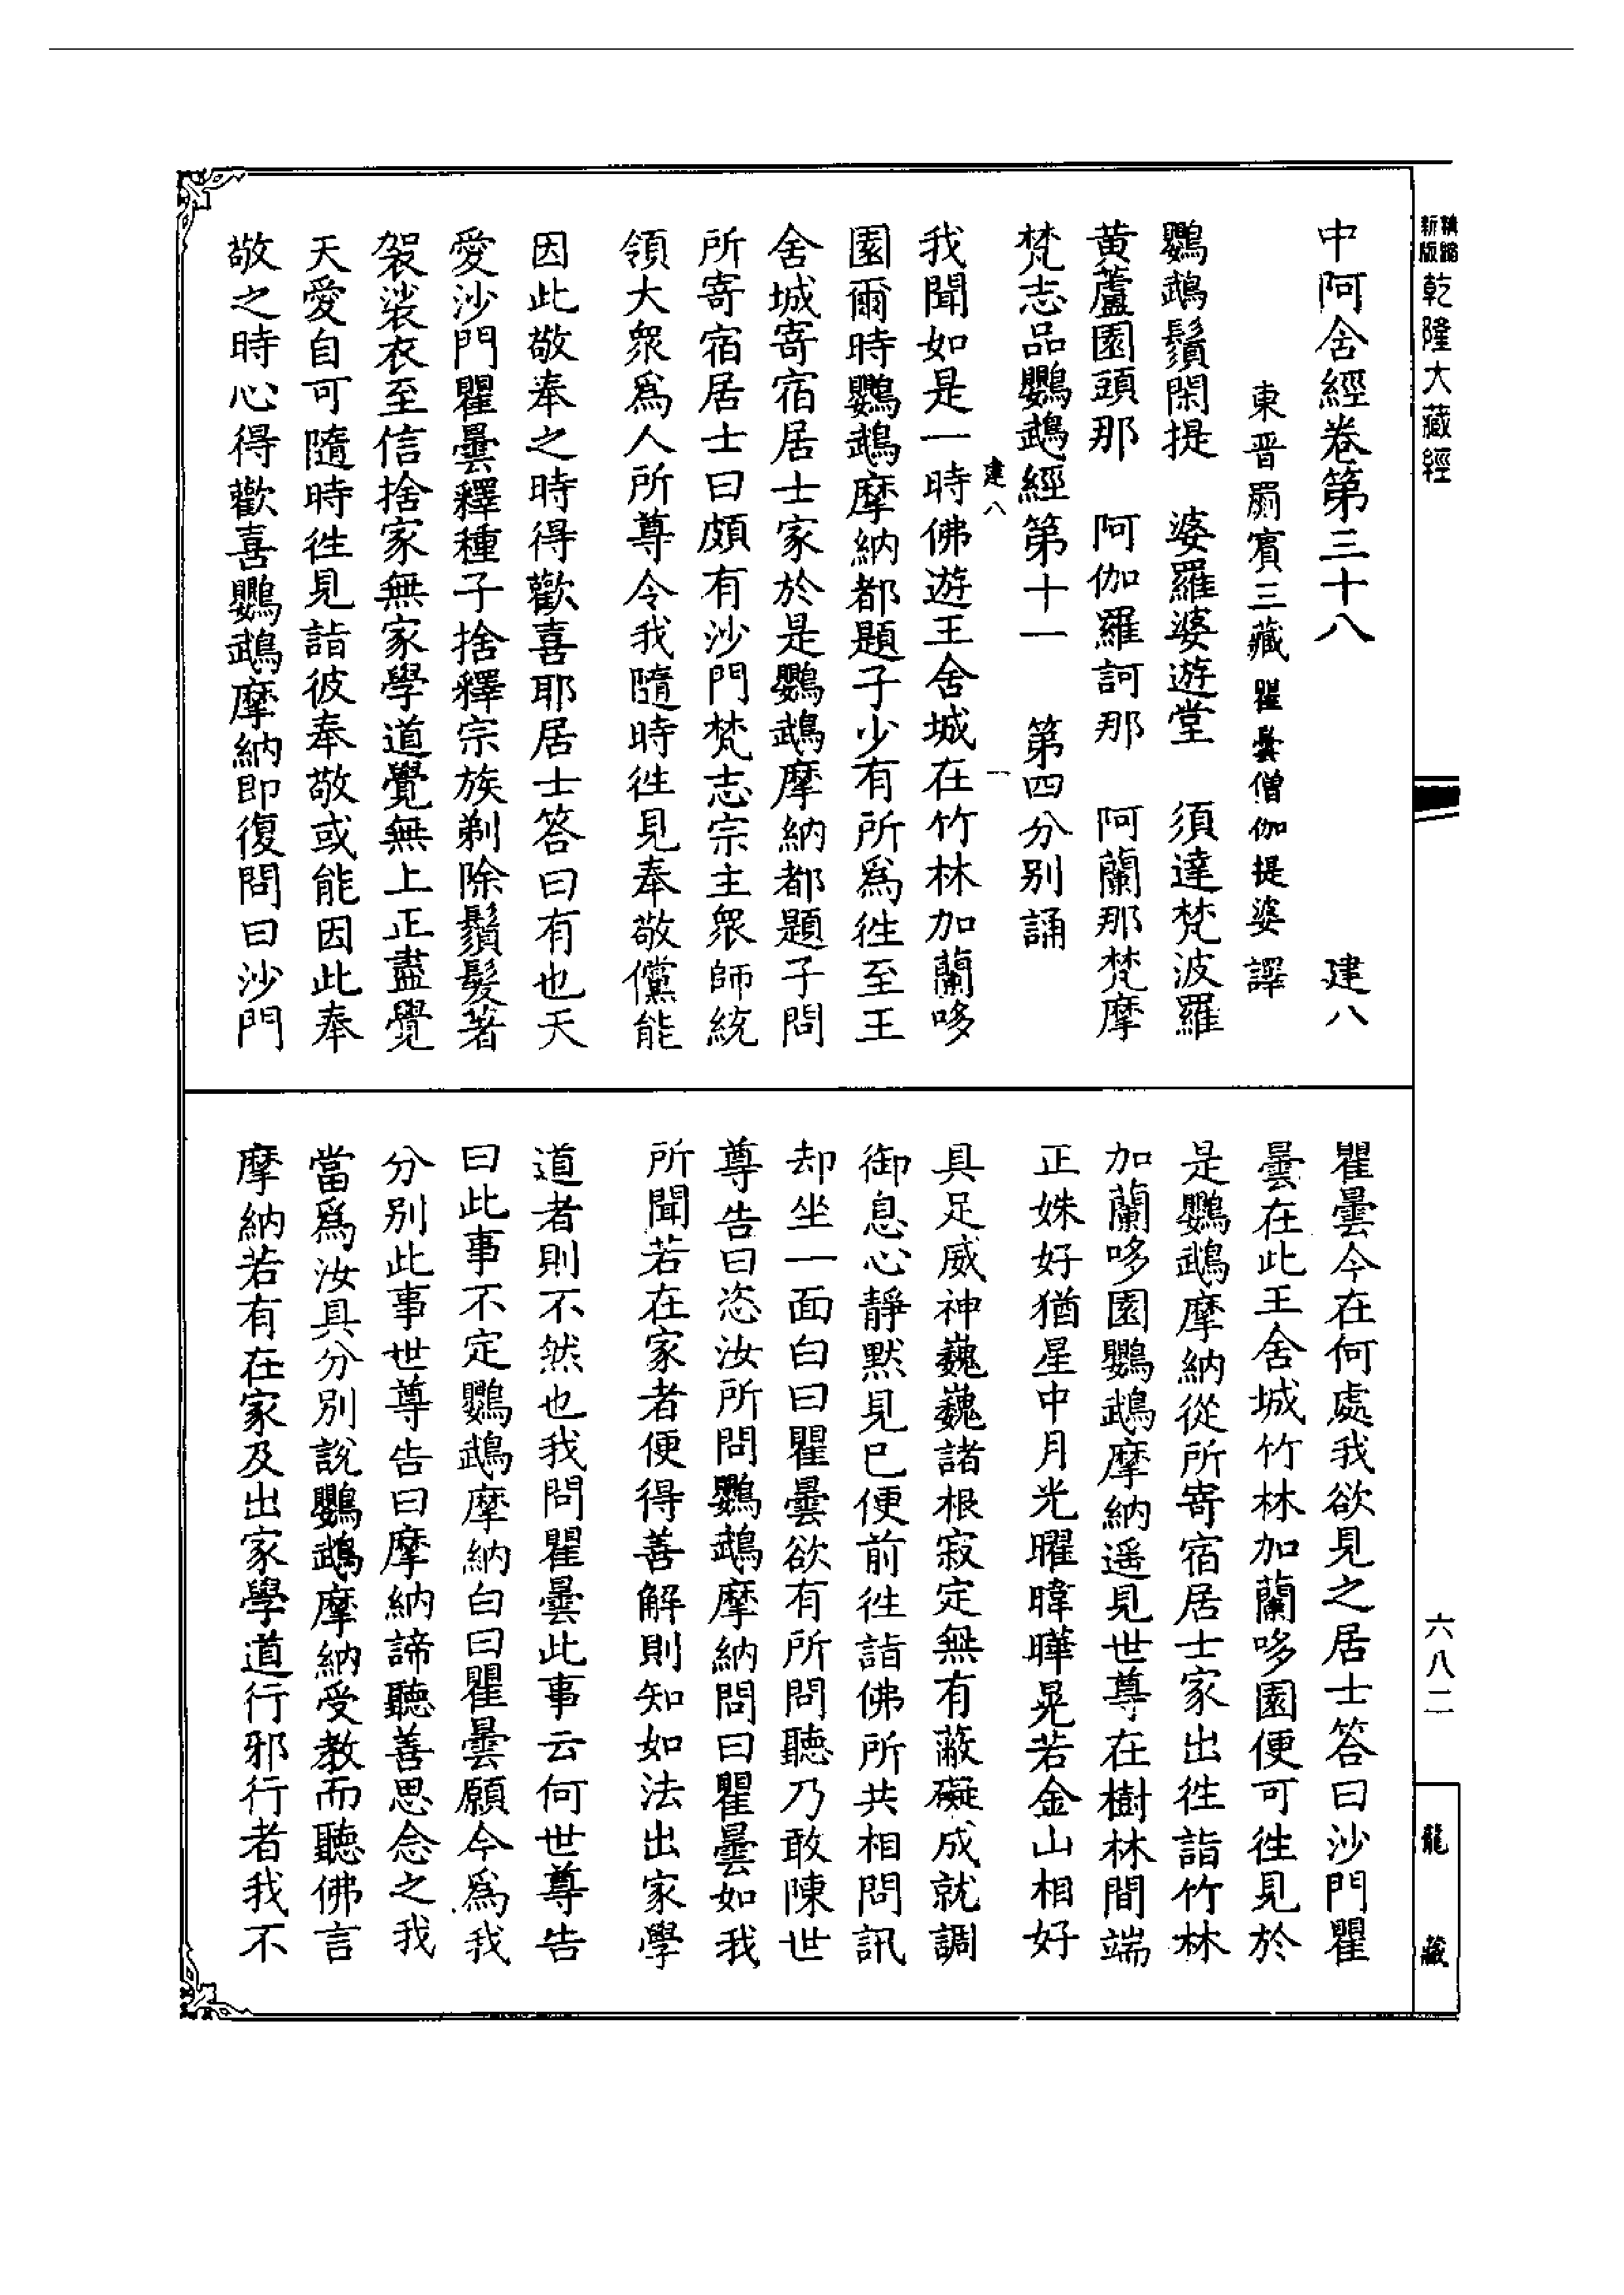 新版
精縮
乾隆大藏經
六八二
龍藏
中阿含經卷第三十八 建八
東晉罽賓三藏瞿曇僧伽提婆譯
鸚鵡鬚閑提 婆羅婆遊堂 須達梵波羅
黄蘆園頭那 阿伽羅訶那 阿蘭那梵摩
梵志品鸚鵡經第十一 第四分别誦
建八 一
我聞如是一時佛遊王舍城在竹林加蘭哆
園爾時鸚鵡摩納都題子少有所爲徃至王
舍城寄宿居士家於是鸚鵡摩納都題子問
所寄宿居士曰頗有沙門梵志宗主衆師統
領大衆爲人所尊令我隨時徃見奉敬儻能
因此敬奉之時得歡喜耶居士答曰有也天
愛沙門瞿曇釋種子捨釋宗族剃除鬚髮著
袈裟衣至信捨家無家學道覺無上正盡覺
天愛自可隨時徃見詣彼奉敬或能因此奉
敬之時心得歡喜鸚鵡摩納即復問曰沙門
瞿曇今在何處我欲見之居士答曰沙門瞿
曇在此王舍城竹林加蘭哆園便可徃見於
是鸚鵡摩納從所寄宿居士家出徃詣竹林
加蘭哆園鸚鵡摩納遥見世尊在樹林間端
正姝好猶星中月光曜暐曄晃若金山相好
具足威神巍巍諸根寂定無有蔽礙成就調
御息心靜默見巳便前徃詣佛所共相問訊
却坐一面白曰瞿曇欲有所問聽乃敢陳世
尊告曰恣汝所問鸚鵡摩納問曰瞿曇如我
所聞若在家者便得善解則知如法出家學
道者則不然也我問瞿曇此事云何世尊告
曰此事不定鸚鵡摩納白曰瞿曇願今爲我
分别此事世尊告曰摩納諦聽善思念之我
當爲汝具分别說鸚鵡摩納受教而聽佛言
摩納若有在家及出家學道行邪行者我不